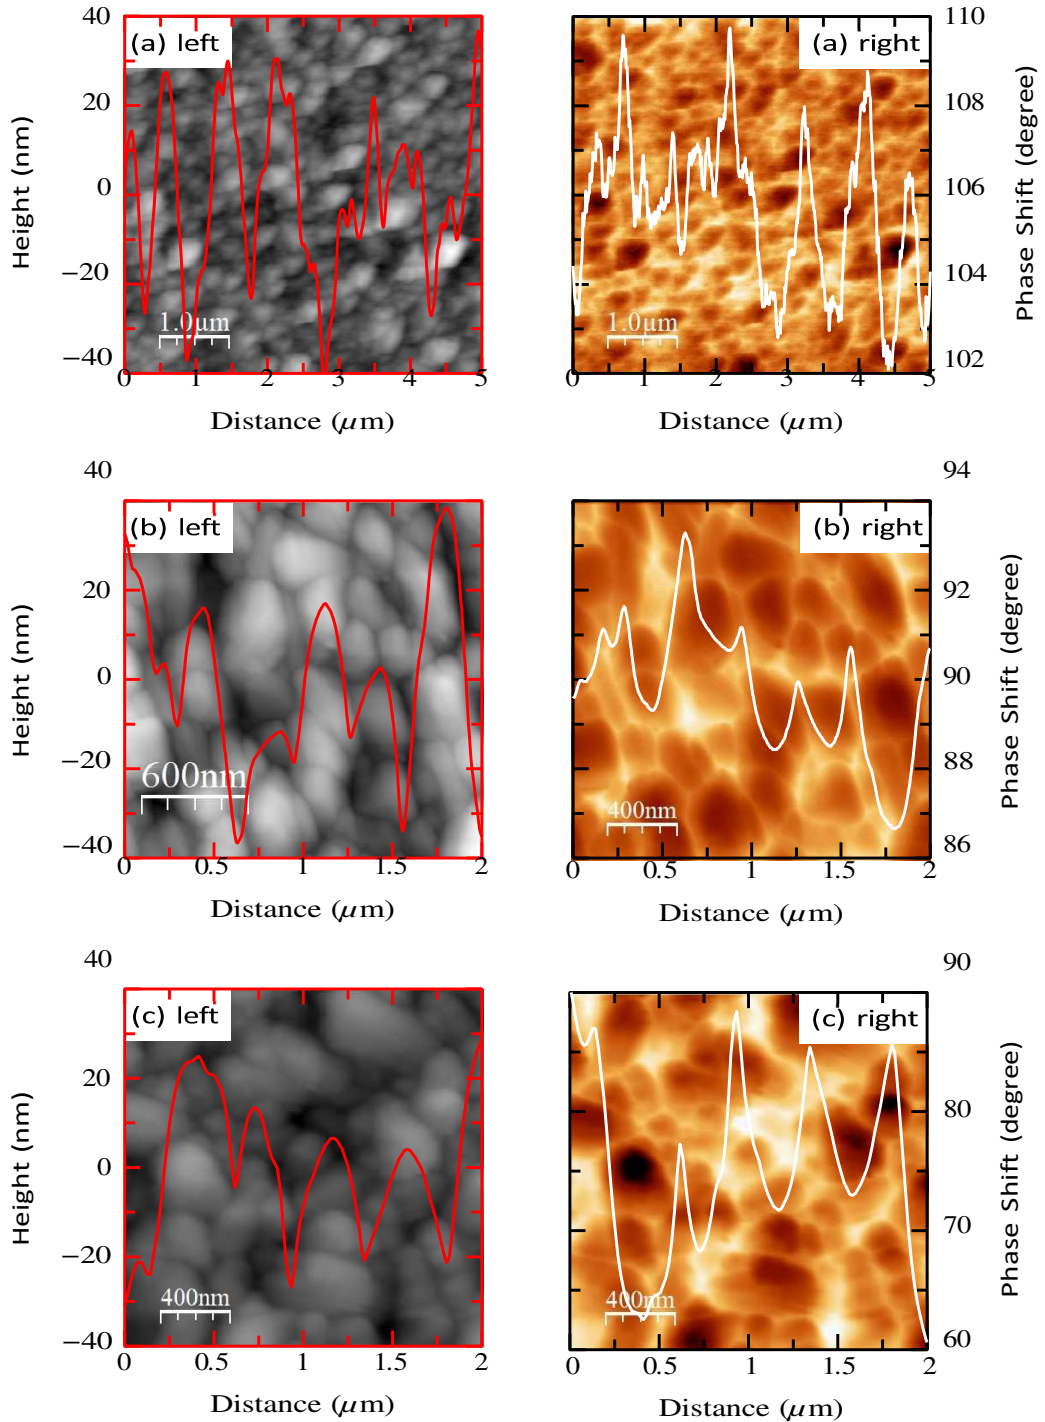 40
(a) left
20
0
−20
−40
Height (nm)
1.0µm
0 1 2 3 4 5
Distance (µm)
110
(a) right
108
106
104
102
Phase Shift (degree)
1.0µm
0 1 2 3 4 5
Distance (µm)
40
(b) left
20
0
−20
−40
Height (nm)
600nm
0 0.5 1 1.5 2
Distance (µm)
94
(b) right
92
90
88
86
Phase Shift (degree)
400nm
0 0.5 1 1.5 2
Distance (µm)
40
(c) left
20
0
−20
−40
Height (nm)
400nm
0 0.5 1 1.5 2
Distance (µm)
90
(c) right
80
70
60
Phase Shift (degree)
400nm
0 0.5 1 1.5 2
Distance (µm)